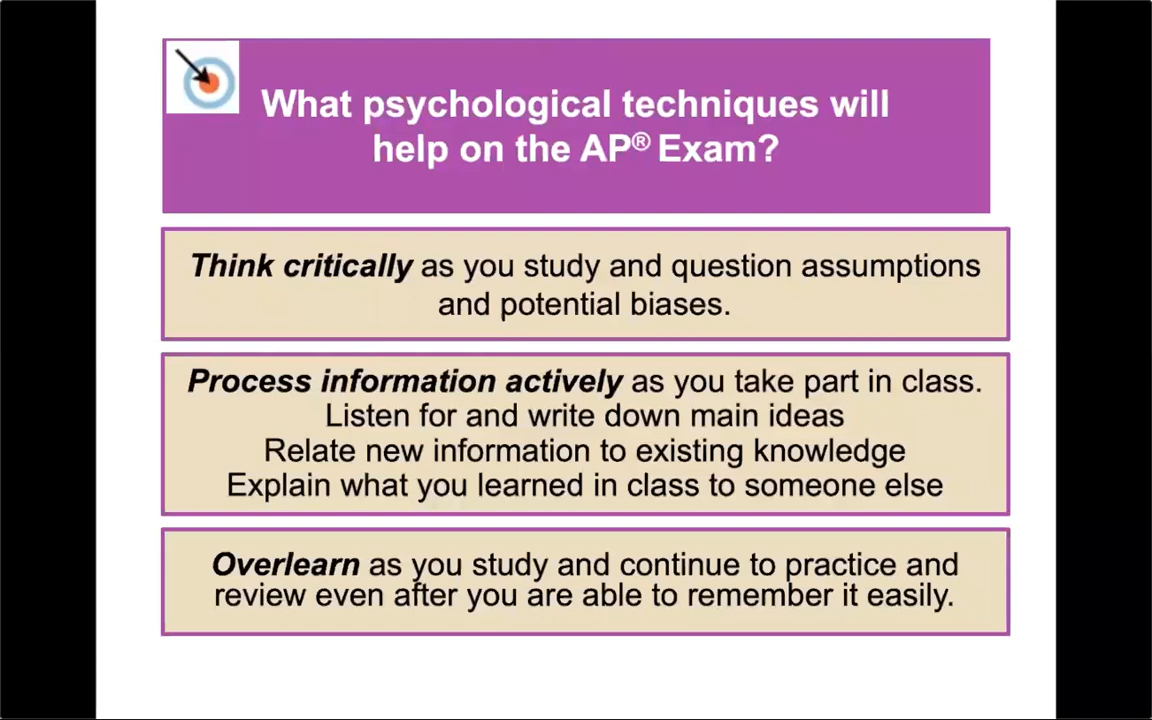 What psychological techniques will
help on the AP® Exam?
Think critically as you study and question assumptions
and potential biases.
Process information actively as you take part in class.
Listen for and write down main ideas
Relate new information to existing knowledge
Explain what you learned in class to someone else
Overlearn as you study and continue to practice and
review even after you are able to remember it easily.